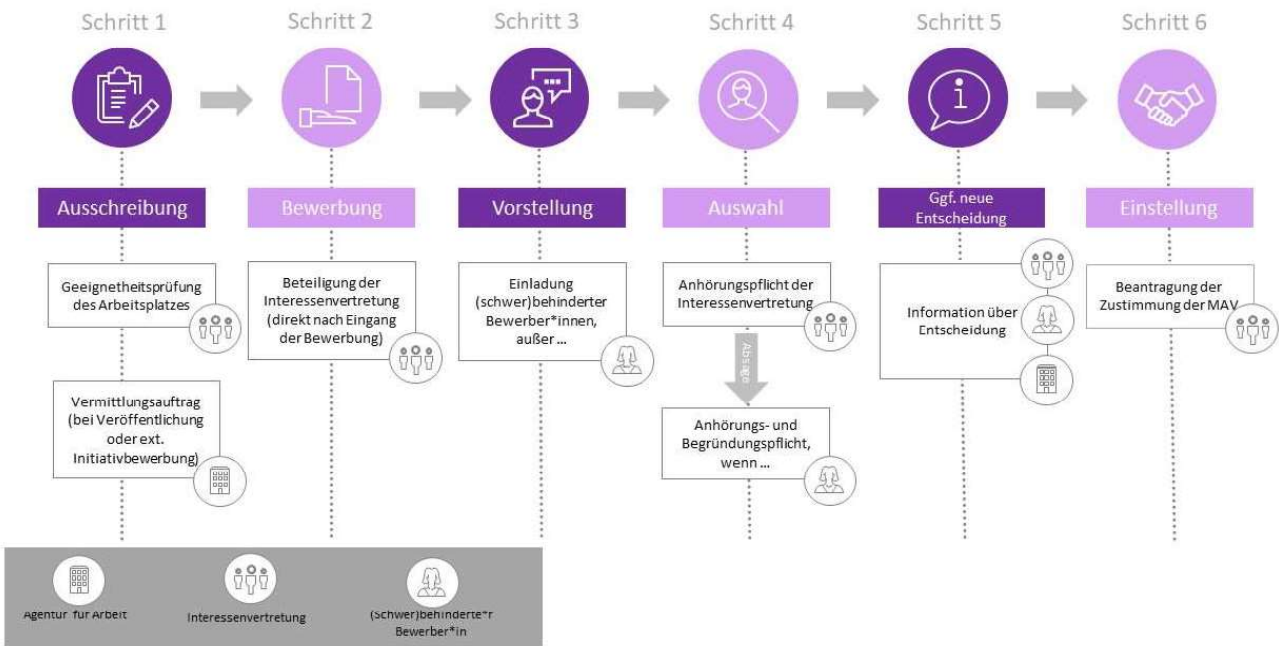 Schritt 1
Schritt 2
Schritt 3
Schritt 4
Schritt 5
Schritt 6
Ausschreibung
Bewerbung
Vorstellung
Auswahl
Ggf. neue
Entscheidung
Einstellung
Geeignetheitsprüfung
des Arbeitsplatzes
Vermittlungsauftrag
(bei Veröffentlichung
oder ext.
Initiativbewerbung)
Beteiligung der
Interessenvertretung
(direkt nach Eingang
der Bewerbung)
Einladung
(schwer)behinderter
Bewerber*innen,
außer ...
Anhörungspflicht der
Interessenvertretung
Absage
Anhörungs- und
Begründungspflicht,
wenn ...
Information über
Entscheidung
Beantragung der
Zustimmung der MAV
Agentur für Arbeit
Interessenvertretung
(Schwer)behinderte*r
Bewerber*in